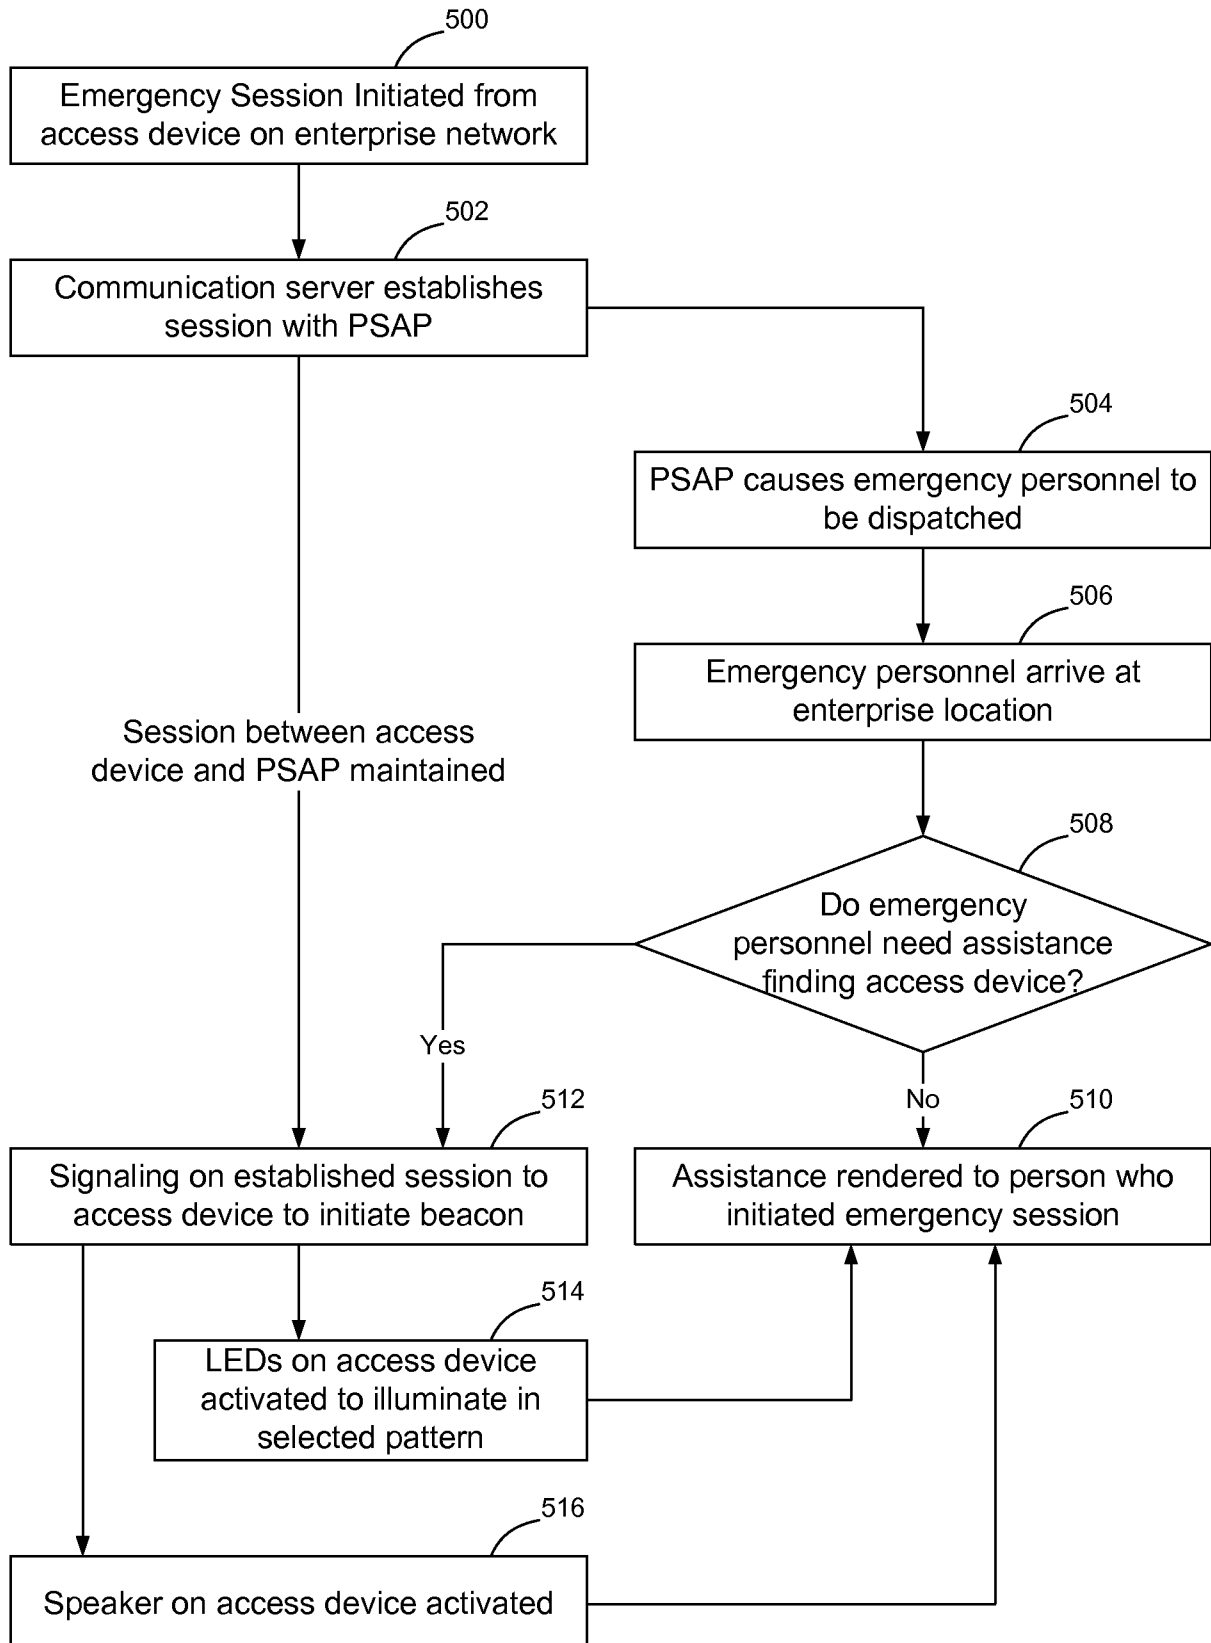 500
Emergency Session Initiated from
access device on enterprise network
502
Communication server establishes
session with PSAP
504
PSAP causes emergency personnel to
be dispatched
506
Emergency personnel arrive at
enterprise location
Session between access
device and PSAP maintained
508
Do emergency
personnel need assistance
finding access device?
Yes
No
512
Signaling on established session to
access device to initiate beacon
510
Assistance rendered to person who
initiated emergency session
514
LEDs on access device
activated to illuminate in
selected pattern
516
Speaker on access device activated